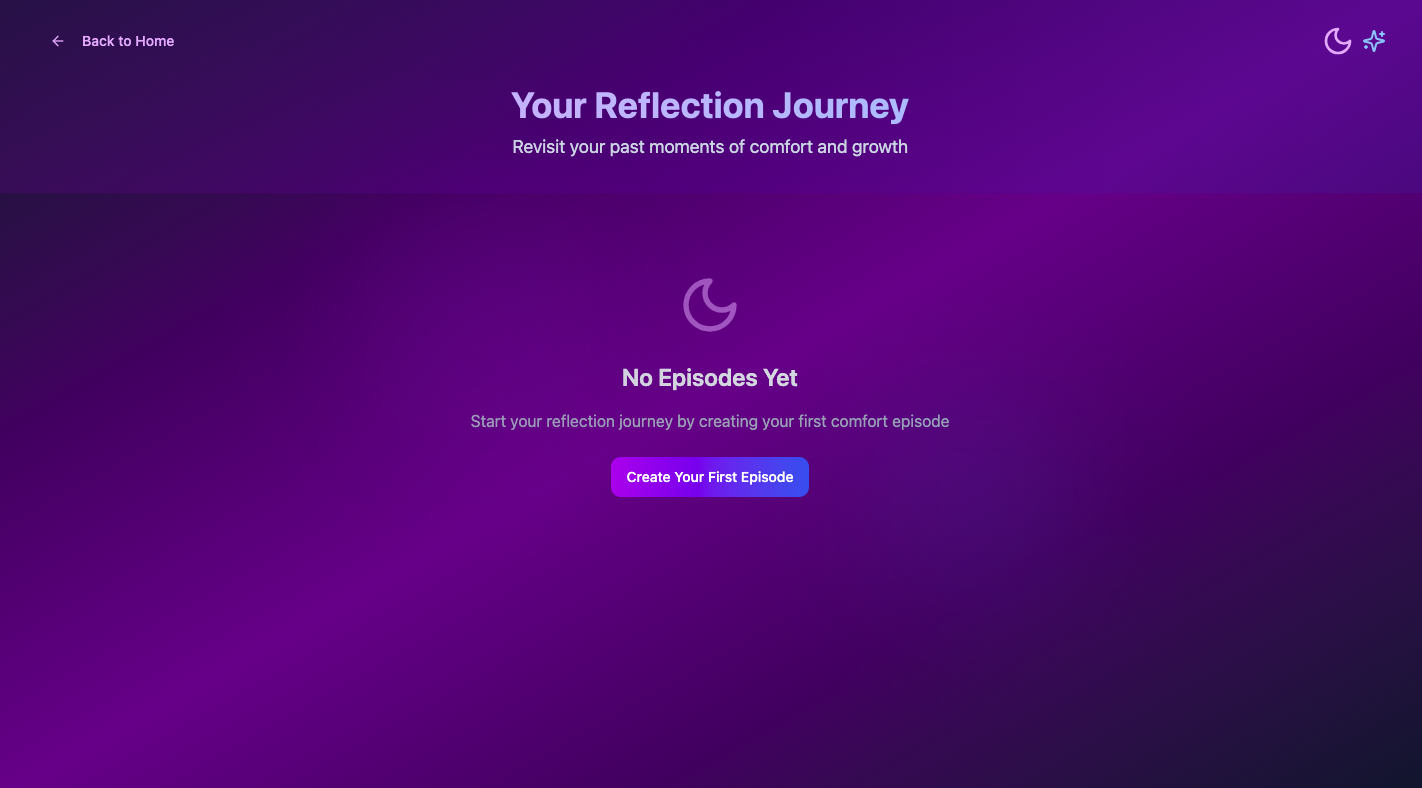 Back to Home
Your Reflection Journey
Revisit your past moments of comfort and growth
No Episodes Yet
Start your reflection journey by creating your first comfort episode
Create Your First Episode